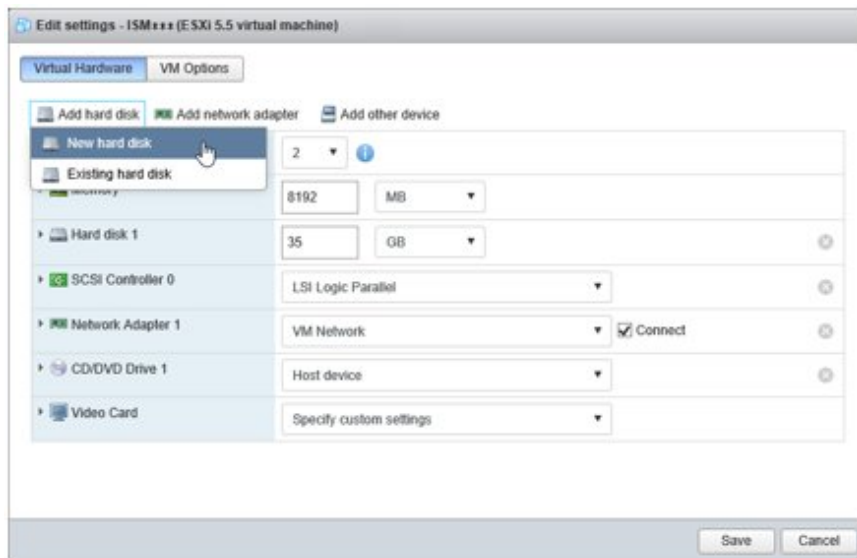 Edit settings - ISM*** (ESXi 5.5 virtual machine)
Virtual Hardware VM Options
Add hard disk Add network adapter Add other device
New hard disk
2
Existing hard disk
Memory
8192 MB
Hard disk 1
35 GB
SCSI Controller 0
LSI Logic Parallel
Network Adapter 1
VM Network Connect
CD/DVD Drive 1
Host device
Video Card
Specify custom settings
Save Cancel